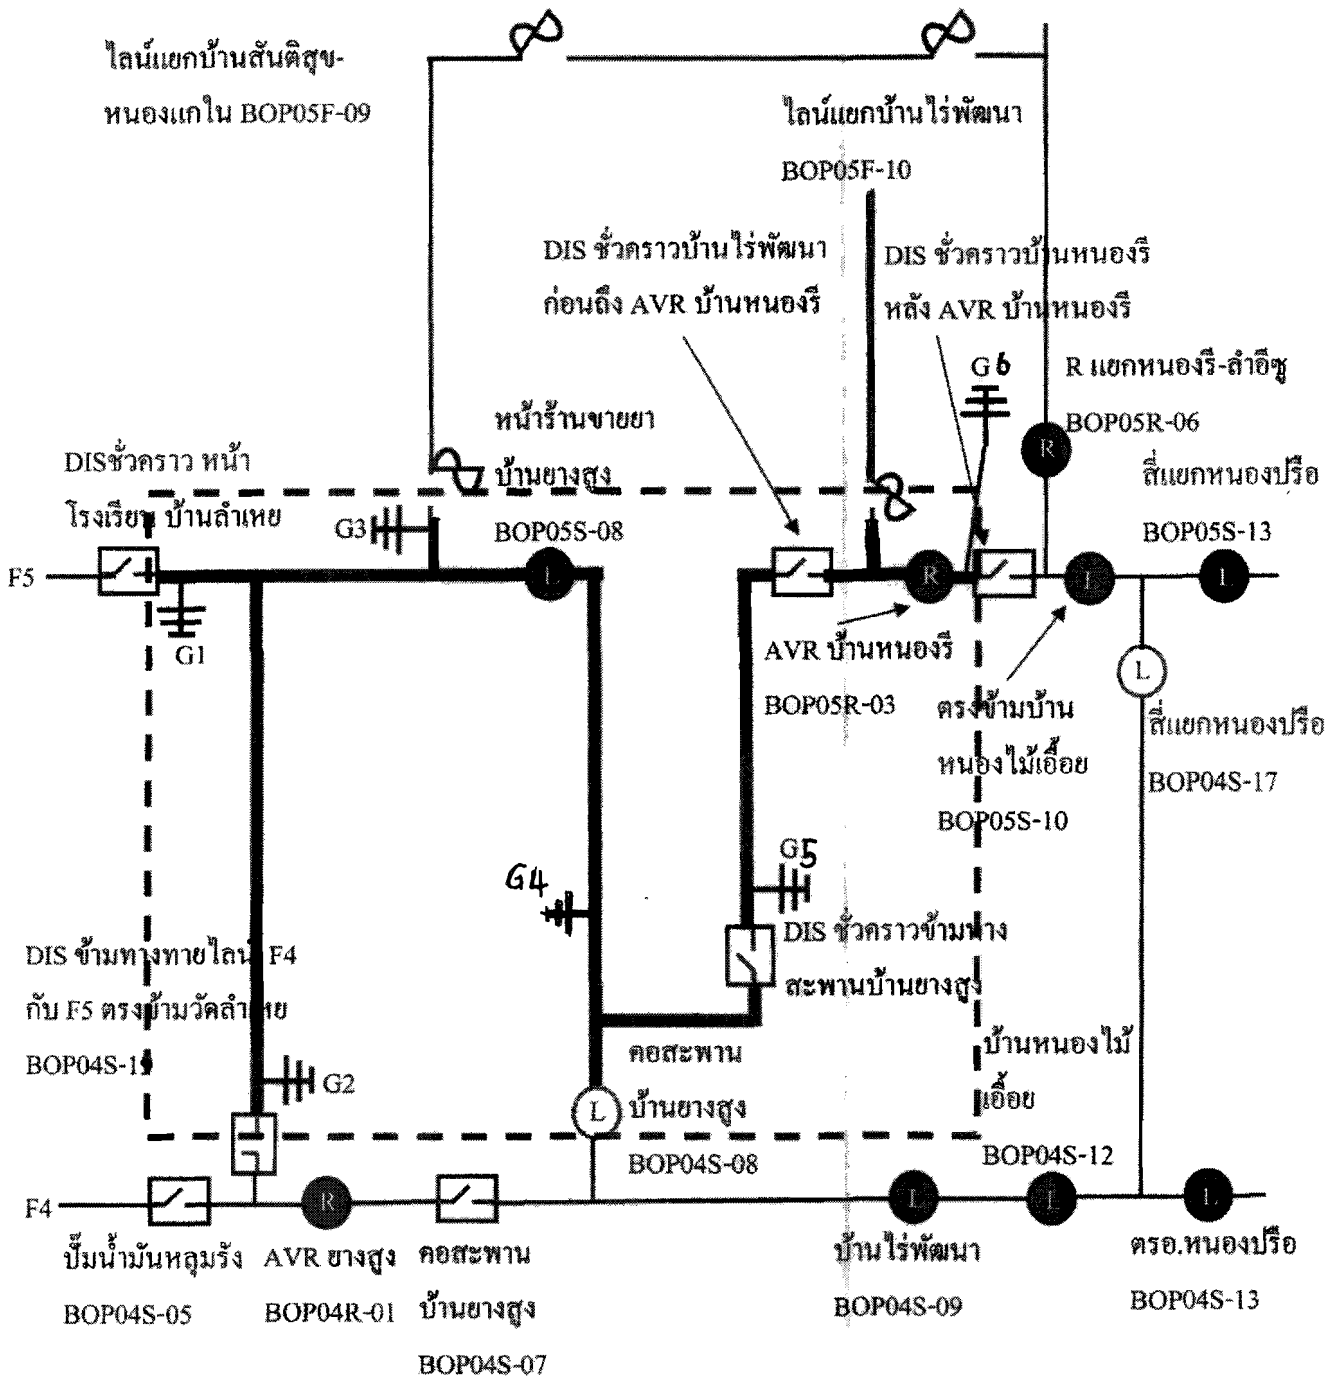 ไลน์แยกบ้านสันติสุข-
หนองแกใน BOP05F-09
ไลน์แยกบ้านไร่พัฒนา
BOP05F-10
DIS ชั่วคราวบ้านไร่พัฒนา
ก่อนถึง AVR บ้านหนองรี
DIS ชั่วคราวบ้านหนองรี
หลัง AVR บ้านหนองรี
G6
R แยกหนองรี-ลำอีซู
BOP05R-06
R
หน้าร้านขายยา
บ้านยางสูง
BOP05S-08
DISชั่วคราว หน้า
โรงเรียน บ้านลำเหย
สี่แยกหนองปรือ
BOP05S-13
G3
F5
L
R
L
L
G1
AVR บ้านหนองรี
BOP05R-03
L
ตรงข้ามบ้าน
หนองไม้เอื้อย
BOP05S-10
สี่แยกหนองปรือ
BOP04S-17
G4
G5
DIS ชั่วคราวข้ามทาง
สะพานบ้านยางสูง
DIS ข้ามทางทายไลน์ F4
กับ F5 ตรงข้ามวัดลำเหย
BOP04S-19
G2
คอสะพาน
บ้านยางสูง
BOP04S-08
L
บ้านหนองไม้
เอื้อย
BOP04S-12
F4
R
L
L
L
ปั๊มน้ำมันหลุมรัง
BOP04S-05
AVR ยางสูง
BOP04R-01
คอสะพาน
บ้านยางสูง
BOP04S-07
บ้านไร่พัฒนา
BOP04S-09
ตรอ.หนองปรือ
BOP04S-13